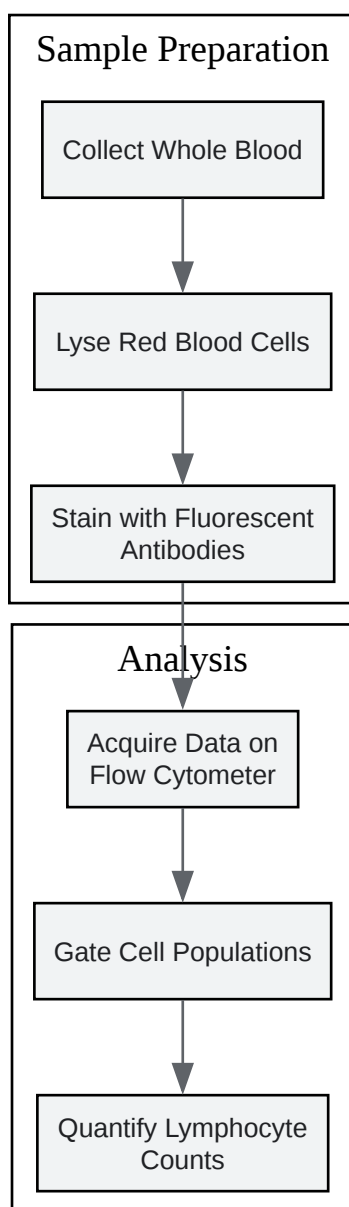 Sample Preparation
Collect Whole Blood
Lyse Red Blood Cells
Stain with Fluorescent
Antibodies
Analysis
Acquire Data on
Flow Cytometer
Gate Cell Populations
Quantify Lymphocyte
Counts